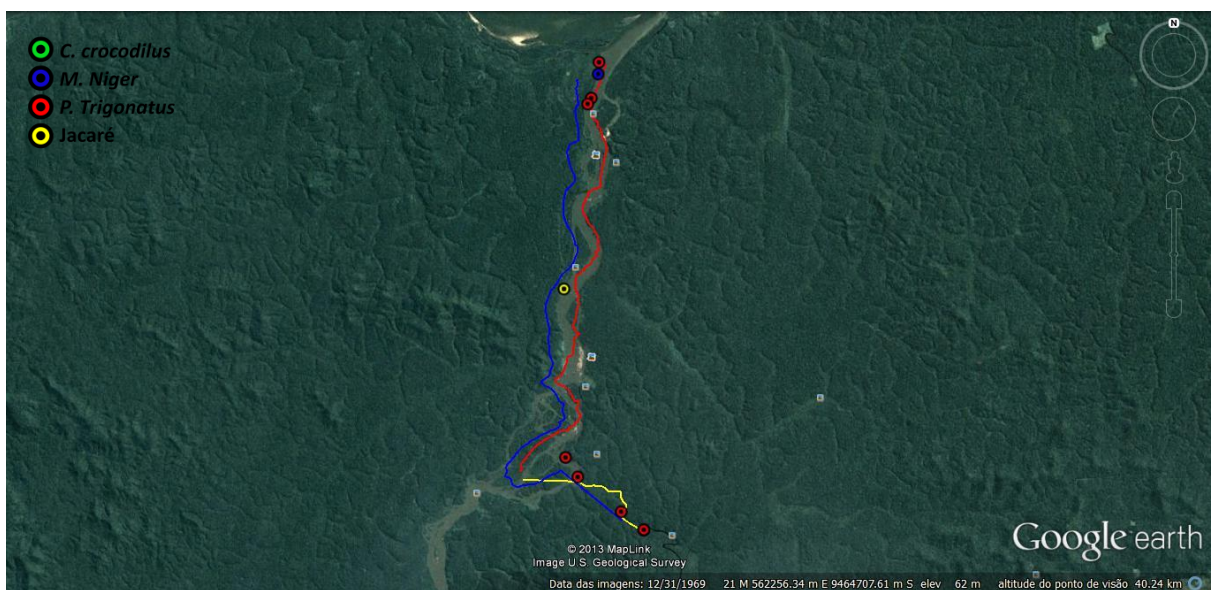 N
C. crocodilus
M. Niger
P. Trigonatus
Jacaré
© 2013 MapLink
Image U.S. Geological Survey
Google earth
Data das imagens: 12/31/1969 21 M 562256.34 m E 9464707.61 m S elev 62 m altitude do ponto de visão 40.24 km